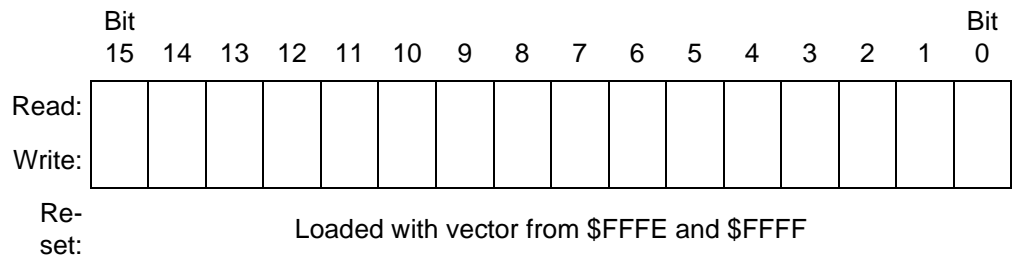 Bit Bit
15 14 13 12 11 10 9 8 7 6 5 4 3 2 1 0
Read:
Write:
Re-
set:
Loaded with vector from $FFFE and $FFFF